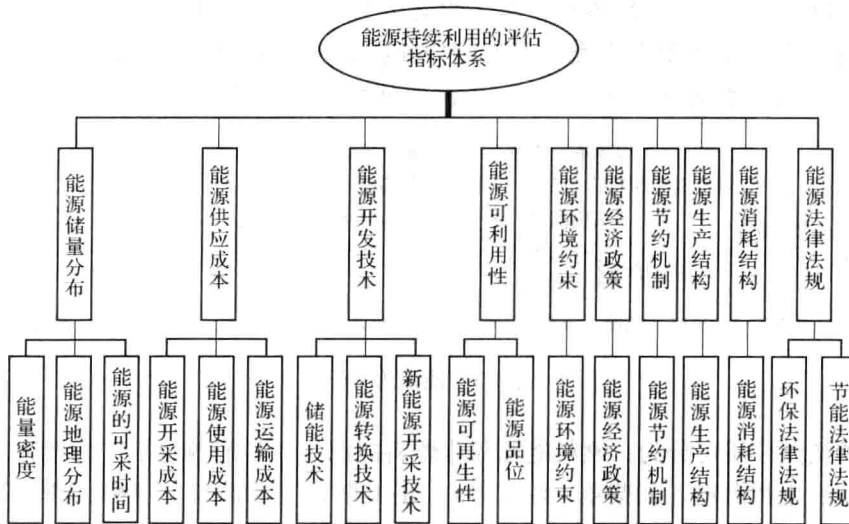 能源持续利用的评估
指标体系
能源储量分布
能源供应成本
能源开发技术
能源可利用性
能源环境约束
能源经济政策
能源节约机制
能源生产结构
能源消耗结构
能源法律法规
能量密度
能源地理分布
能源的可采时间
能源开采成本
能源使用成本
能源运输成本
储能技术
能源转换技术
新能源开采技术
能源可再生性
能源品位
能源环境约束
能源经济政策
能源节约机制
能源生产结构
能源消耗结构
环保法律法规
节能法律法规